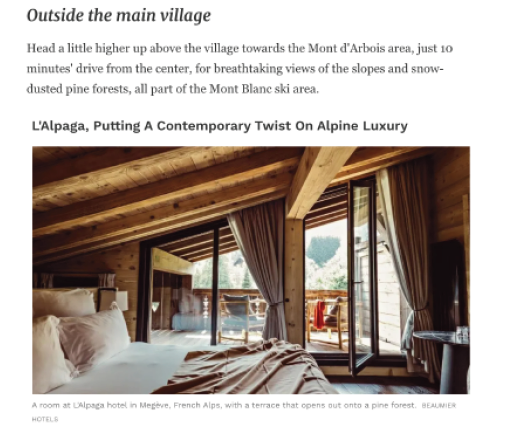 Outside the main village
Head a little higher up above the village towards the Mont d'Arbois area, just 10
minutes' drive from the center, for breathtaking views of the slopes and snow-
dusted pine forests, all part of the Mont Blanc ski area.
L'Alpaga, Putting A Contemporary Twist On Alpine Luxury
A room at L'Alpaga hotel in Megève, French Alps, with a terrace that opens out onto a pine forest. BEAUMIER
HOTELS